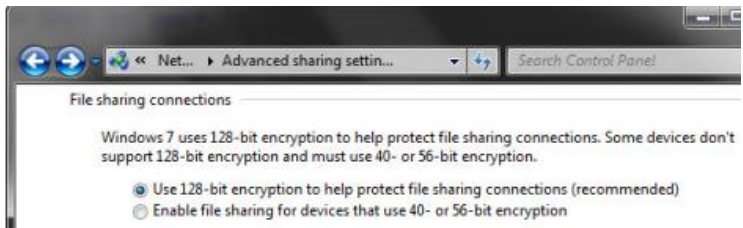 « Net... ▸ Advanced sharing settin... Search Control Panel
File sharing connections
Windows 7 uses 128-bit encryption to help protect file sharing connections. Some devices don't
support 128-bit encryption and must use 40- or 56-bit encryption.
Use 128-bit encryption to help protect file sharing connections (recommended)
Enable file sharing for devices that use 40- or 56-bit encryption